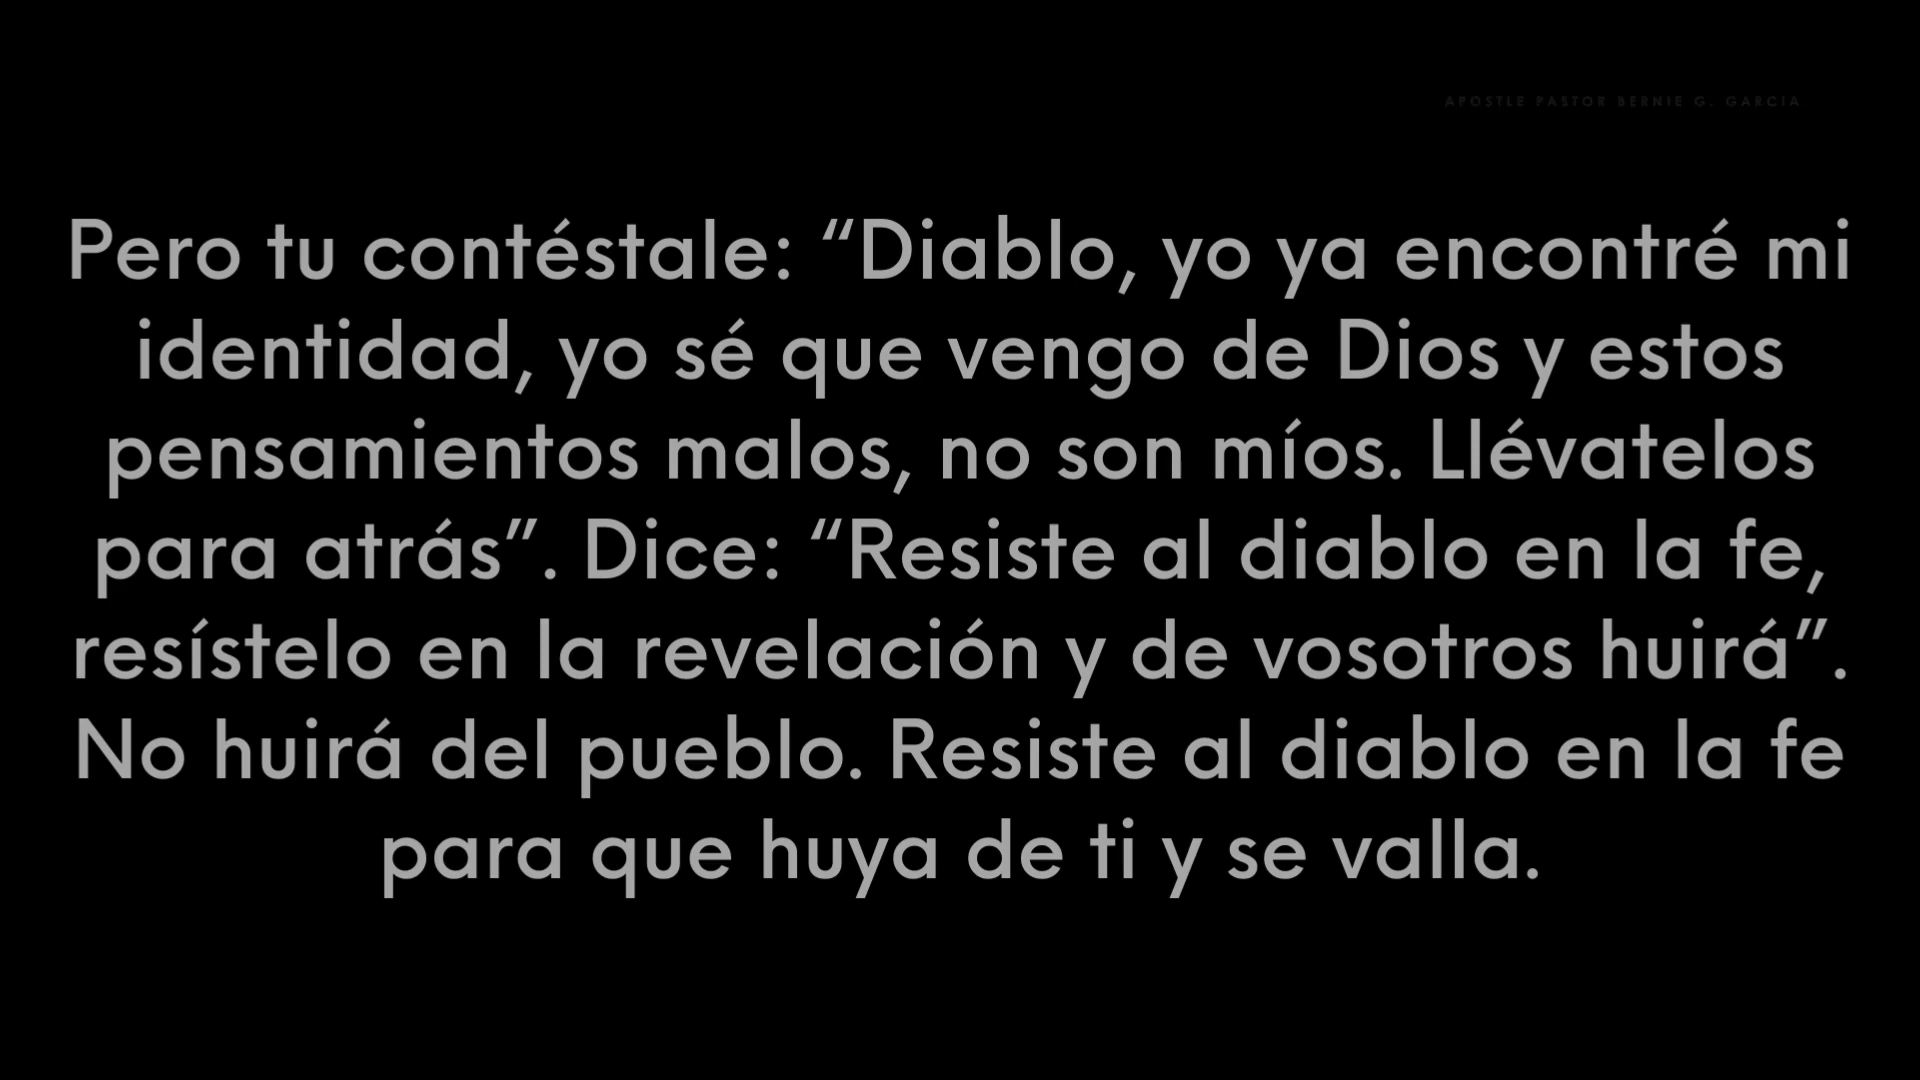 APOSTLE PASTOR BERNIE G. GARCIA
Pero tu contéstale: “Diablo, yo ya encontré mi
identidad, yo sé que vengo de Dios y estos
pensamientos malos, no son míos. Llévatelos
para atrás”. Dice: “Resiste al diablo en la fe,
resístelo en la revelación y de vosotros huirá”.
No huirá del pueblo. Resiste al diablo en la fe
para que huya de ti y se valla.